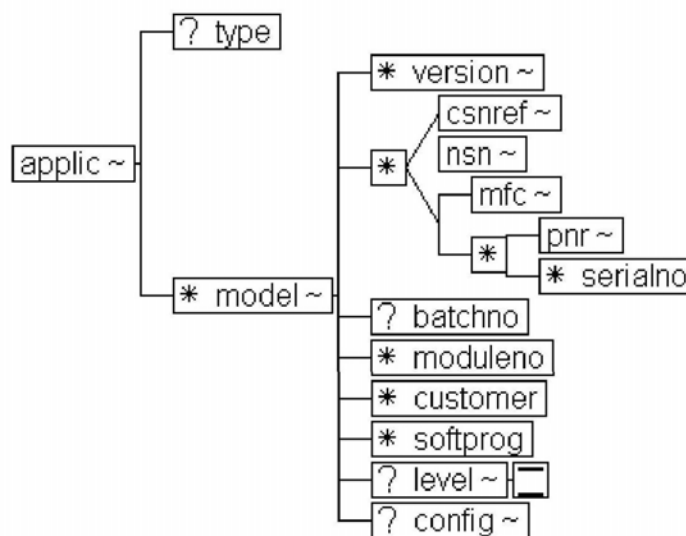 ? type
* version ~
csnref ~
applic ~
nsn ~
*
mfc ~
pnr ~
*
* serialno
* model ~
? batchno
* moduleno
* customer
* softprog
? level ~
? config ~